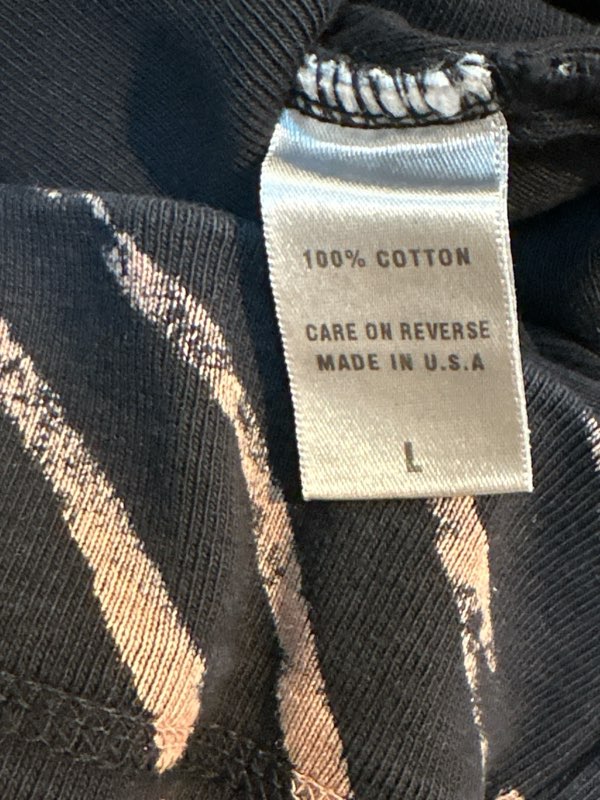 100% COTTON
CARE ON REVERSE
MADE IN U.S.A
L